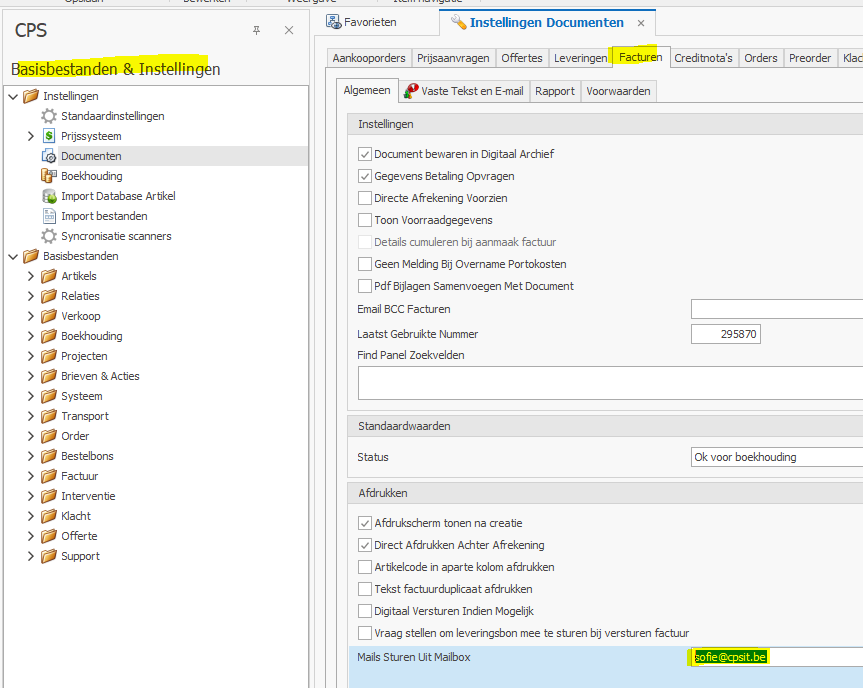 Opslaan Bewerken Weergave Item navigatie
CPS
Basisbestanden & Instellingen
Instellingen
Standaardinstellingen
Prijssysteem
Documenten
Boekhouding
Import Database Artikel
Import bestanden
Syncronisatie scanners
Basisbestanden
Artikels
Relaties
Verkoop
Boekhouding
Projecten
Brieven & Acties
Systeem
Transport
Order
Bestelbons
Factuur
Interventie
Klacht
Offerte
Support
Favorieten Instellingen Documenten
Aankooporders Prijsaanvragen Offertes Leveringen Facturen Creditnota's Orders Preorder
Algemeen Vaste Tekst en E-mail Rapport Voorwaarden
Instellingen
Document bewaren in Digitaal Archief
Gegevens Betaling Opvragen
Directe Afrekening Voorzien
Toon Voorraadgegevens
Details cumuleren bij aanmaak factuur
Geen Melding Bij Overname Portokosten
Pdf Bijlagen Samenvoegen Met Document
Email BCC Facturen
Laatst Gebruikte Nummer 295870
Find Panel Zoekvelden
Standaardwaarden
Status Ok voor boekhouding
Afdrukken
Afdrukscherm tonen na creatie
Direct Afdrukken Achter Afrekening
Artikelcode in aparte kolom afdrukken
Tekst factuurduplicaat afdrukken
Digitaal Versturen Indien Mogelijk
Vraag stellen om leveringsbon mee te sturen bij versturen factuur
Mails Sturen Uit Mailbox sofie@cpsit.be